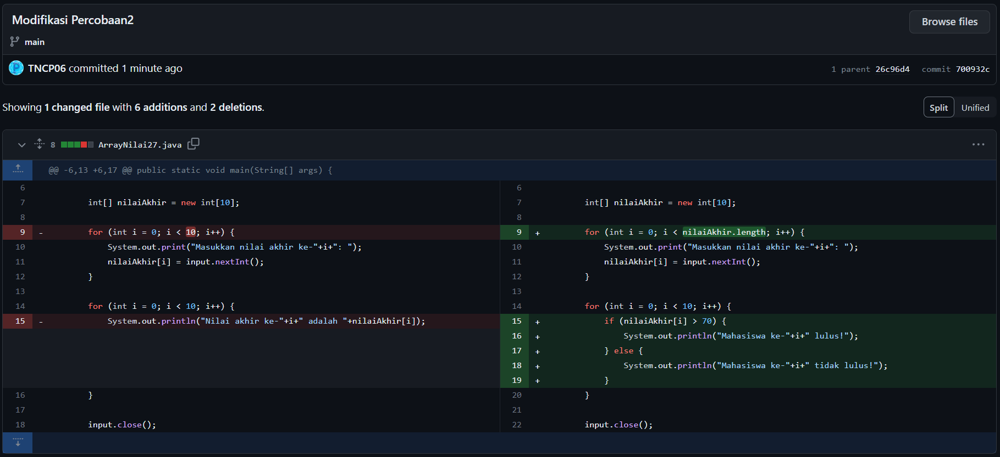 Modifikasi Percobaan2
Browse files
main
TNCP06 committed 1 minute ago
1 parent 26c96d4 commit 700932c
Showing 1 changed file with 6 additions and 2 deletions.
Split Unified
8 ArrayNilai27.java
@@ -6,13 +6,17 @@ public static void main(String[] args) {
6
7 int[] nilaiAkhir = new int[10];
8
9 - for (int i = 0; i < 10; i++) {
10 System.out.print("Masukkan nilai akhir ke-"+i+": ");
11 nilaiAkhir[i] = input.nextInt();
12 }
13
14 for (int i = 0; i < 10; i++) {
15 - System.out.println("Nilai akhir ke-"+i+" adalah "+nilaiAkhir[i]);
16 }
17
18 input.close();
6
7 int[] nilaiAkhir = new int[10];
8
9 + for (int i = 0; i < nilaiAkhir.length; i++) {
10 System.out.print("Masukkan nilai akhir ke-"+i+": ");
11 nilaiAkhir[i] = input.nextInt();
12 }
13
14 for (int i = 0; i < 10; i++) {
15 + if (nilaiAkhir[i] > 70) {
16 + System.out.println("Mahasiswa ke-"+i+" lulus!");
17 + } else {
18 + System.out.println("Mahasiswa ke-"+i+" tidak lulus!");
19 + }
20 }
21
22 input.close();